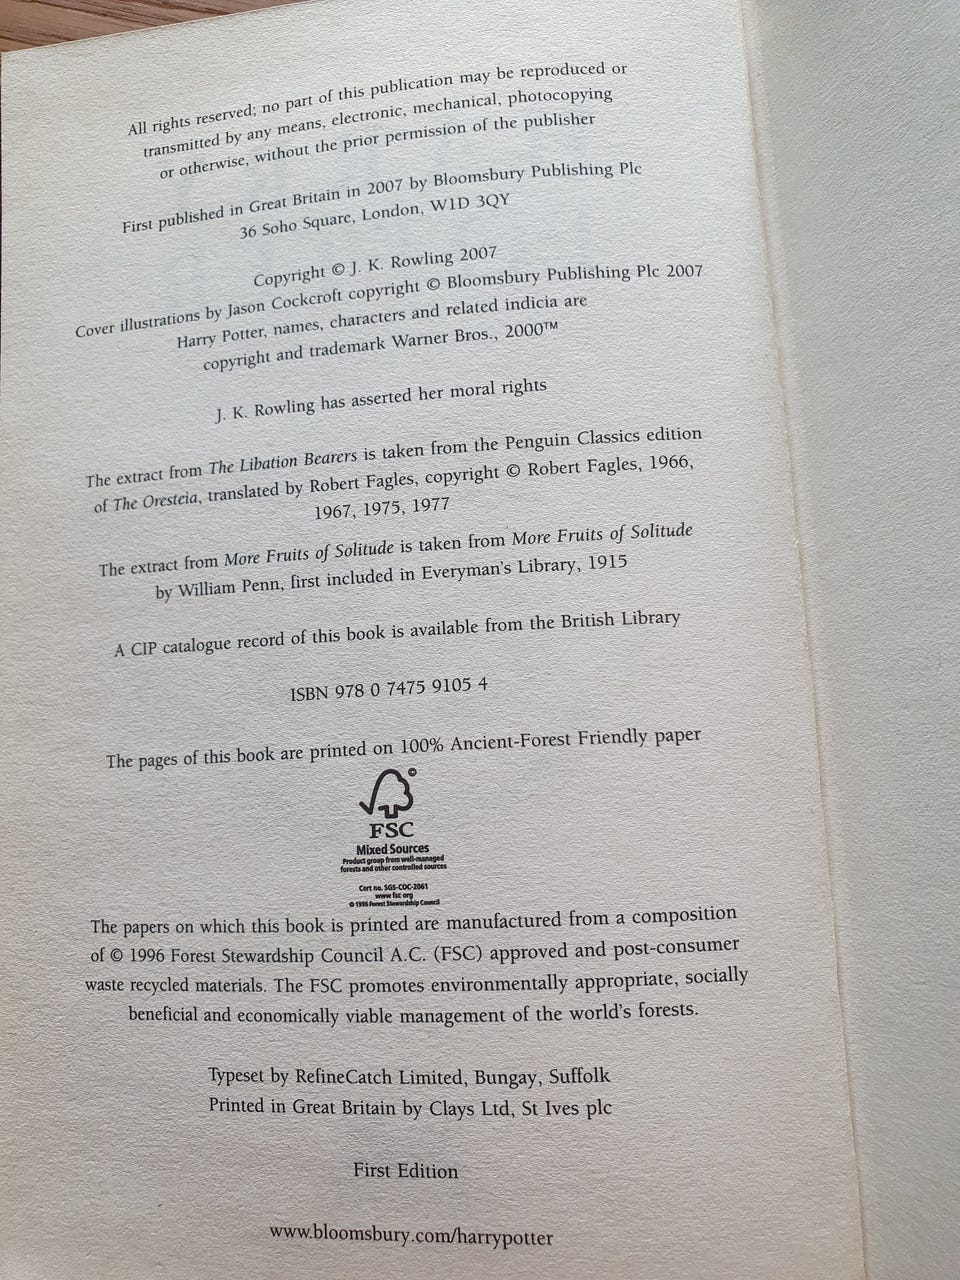 All rights reserved; no part of this publication may be reproduced or
transmitted by any means, electronic, mechanical, photocopying
or otherwise, without the prior permission of the publisher
First published in Great Britain in 2007 by Bloomsbury Publishing Plc
36 Soho Square, London, W1D 3QY
Copyright © J. K. Rowling 2007
Cover illustrations by Jason Cockcroft copyright © Bloomsbury Publishing Plc 2007
Harry Potter, names, characters and related indicia are
copyright and trademark Warner Bros., 2000™
J. K. Rowling has asserted her moral rights
The extract from The Libation Bearers is taken from the Penguin Classics edition
of The Oresteia, translated by Robert Fagles, copyright © Robert Fagles, 1966,
1967, 1975, 1977
The extract from More Fruits of Solitude is taken from More Fruits of Solitude
by William Penn, first included in Everyman's Library, 1915
A CIP catalogue record of this book is available from the British Library
ISBN 978 0 7475 9105 4
The pages of this book are printed on 100% Ancient-Forest Friendly paper
©
FSC
Mixed Sources
Product group from well-managed
forests and other controlled sources
Cert no. SGS-COC-2061
www.fsc.org
© 1996 Forest Stewardship Council
The papers on which this book is printed are manufactured from a composition
of © 1996 Forest Stewardship Council A.C. (FSC) approved and post-consumer
waste recycled materials. The FSC promotes environmentally appropriate, socially
beneficial and economically viable management of the world's forests.
Typeset by RefineCatch Limited, Bungay, Suffolk
Printed in Great Britain by Clays Ltd, St Ives plc
First Edition
www.bloomsbury.com/harrypotter